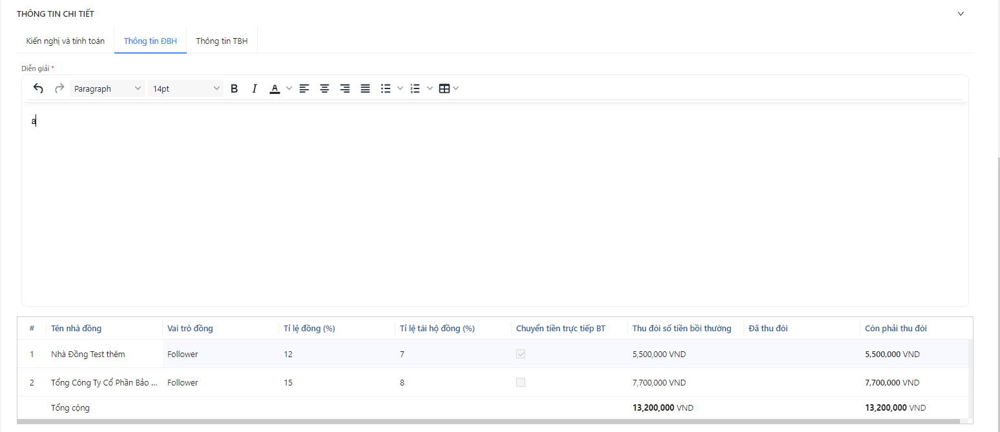 THÔNG TIN CHI TIẾT
Kiến nghị và tính toán Thông tin ĐBH Thông tin TBH
Diễn giải *
Paragraph 14pt B I A
a
# Tên nhà đồng Vai trò đồng Tỉ lệ đồng (%) Tỉ lệ tái hộ đồng (%) Chuyển tiền trực tiếp BT Thu đòi số tiền bồi thường Đã thu đòi Còn phải thu đòi
1 Nhà Đồng Test thêm Follower 12 7 5,500,000 VND 5,500,000 VND
2 Tổng Công Ty Cổ Phần Bảo ... Follower 15 8 7,700,000 VND 7,700,000 VND
Tổng cộng 13,200,000 VND 13,200,000 VND